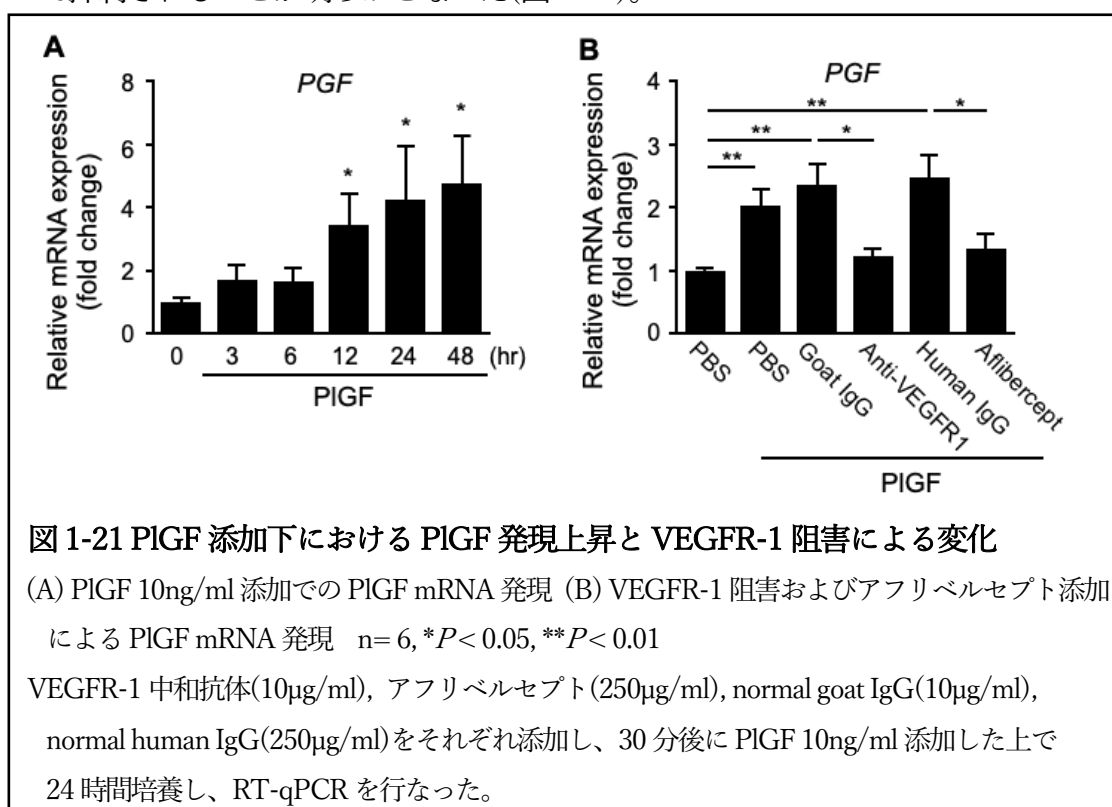 A
PGF
Relative mRNA expression
(fold change)
8
6
4
2
0
*
*
*
0 3 6 12 24 48 (hr)
PlGF
B
PGF
Relative mRNA expression
(fold change)
4
3
2
1
0
** *
** *
**
PBS
PBS
Goat IgG
Anti-VEGFR1
Human IgG
Aflibercept
PlGF
図 1-21 PlGF 添加下における PlGF 発現上昇と VEGFR-1 阻害による変化
(A) PlGF 10ng/ml 添加での PlGF mRNA 発現 (B) VEGFR-1 阻害およびアフリベルセプト添加
による PlGF mRNA 発現 n= 6, *P< 0.05, **P< 0.01
VEGFR-1 中和抗体(10µg/ml), アフリベルセプト(250µg/ml), normal goat IgG(10µg/ml),
normal human IgG(250µg/ml)をそれぞれ添加し、30 分後に PlGF 10ng/ml 添加した上で
24 時間培養し、RT-qPCR を行なった。